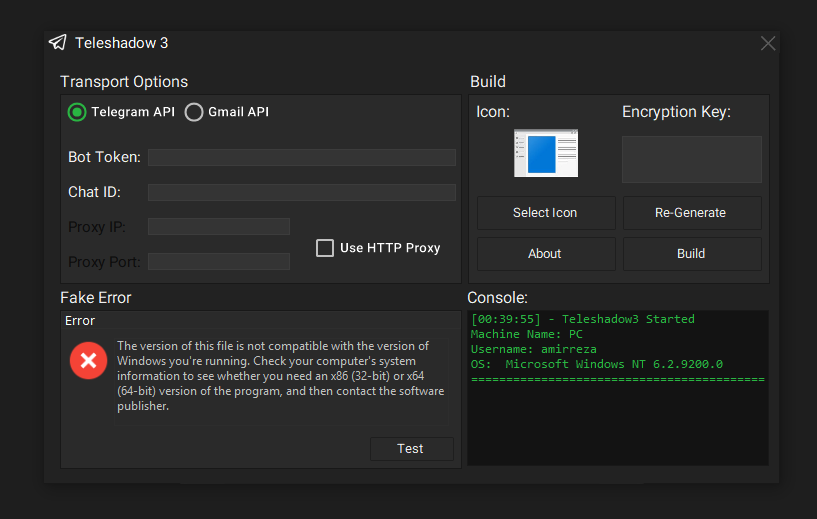 Teleshadow 3
Transport Options
Telegram API Gmail API
Bot Token:
Chat ID:
Proxy IP:
Proxy Port:
Use HTTP Proxy
Build
Icon: Encryption Key:
Select Icon Re-Generate
About Build
Fake Error
Error
The version of this file is not compatible with the version of
Windows you're running. Check your computer's system
information to see whether you need an x86 (32-bit) or x64
(64-bit) version of the program, and then contact the software
publisher.
Test
Console:
[00:39:55] - Teleshadow3 Started
Machine Name: PC
Username: amirreza
OS:  Microsoft Windows NT 6.2.9200.0
==========================================